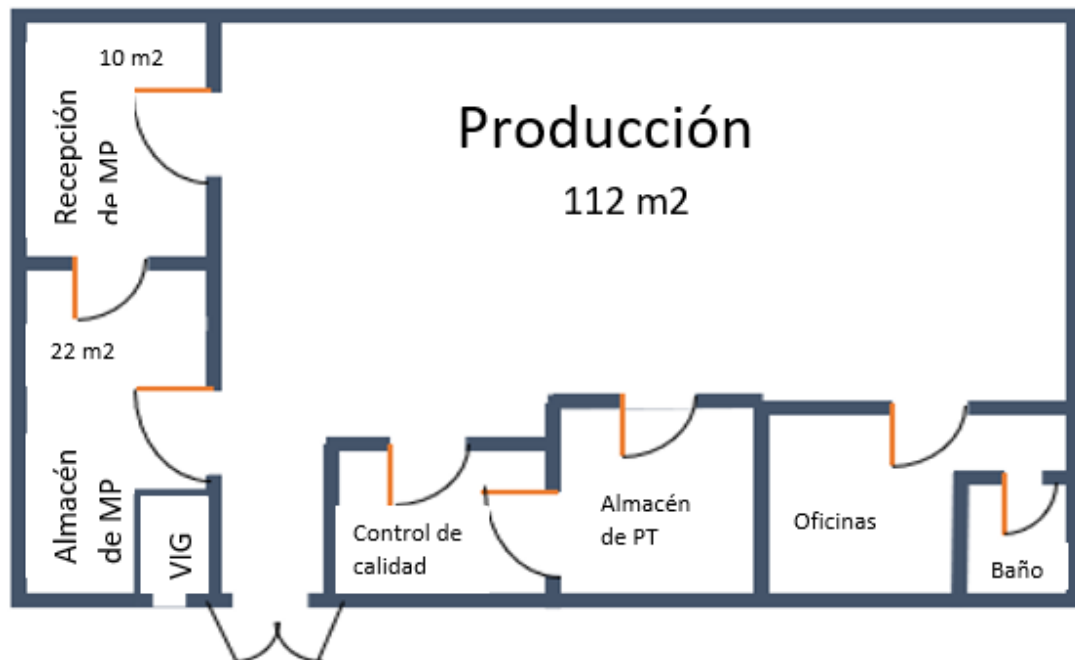 10 m2
Recepción
de MP
Producción
112 m2
22 m2
Almacén
de MP
VIG
Control de
calidad
Almacén
de PT
Oficinas
Baño